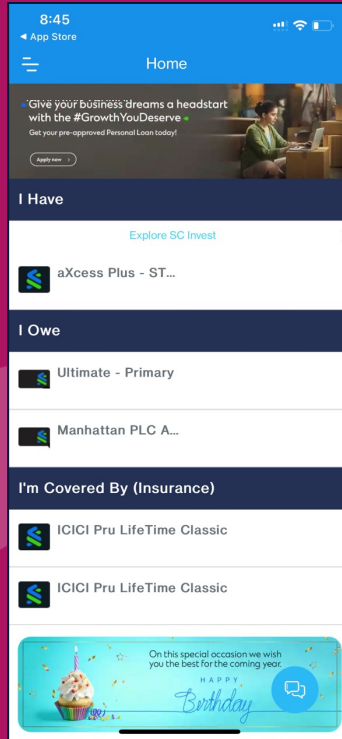 8:45
◀ App Store
Home
Give your business dreams a headstart
with the #GrowthYouDeserve
Get your pre-approved Personal Loan today!
Apply now >
I Have
Explore SC Invest
aXcess Plus - ST...
I Owe
Ultimate - Primary
Manhattan PLC A...
I'm Covered By (Insurance)
ICICI Pru LifeTime Classic
ICICI Pru LifeTime Classic
On this special occasion we wish
you the best for the coming year.
HAPPY
Birthday